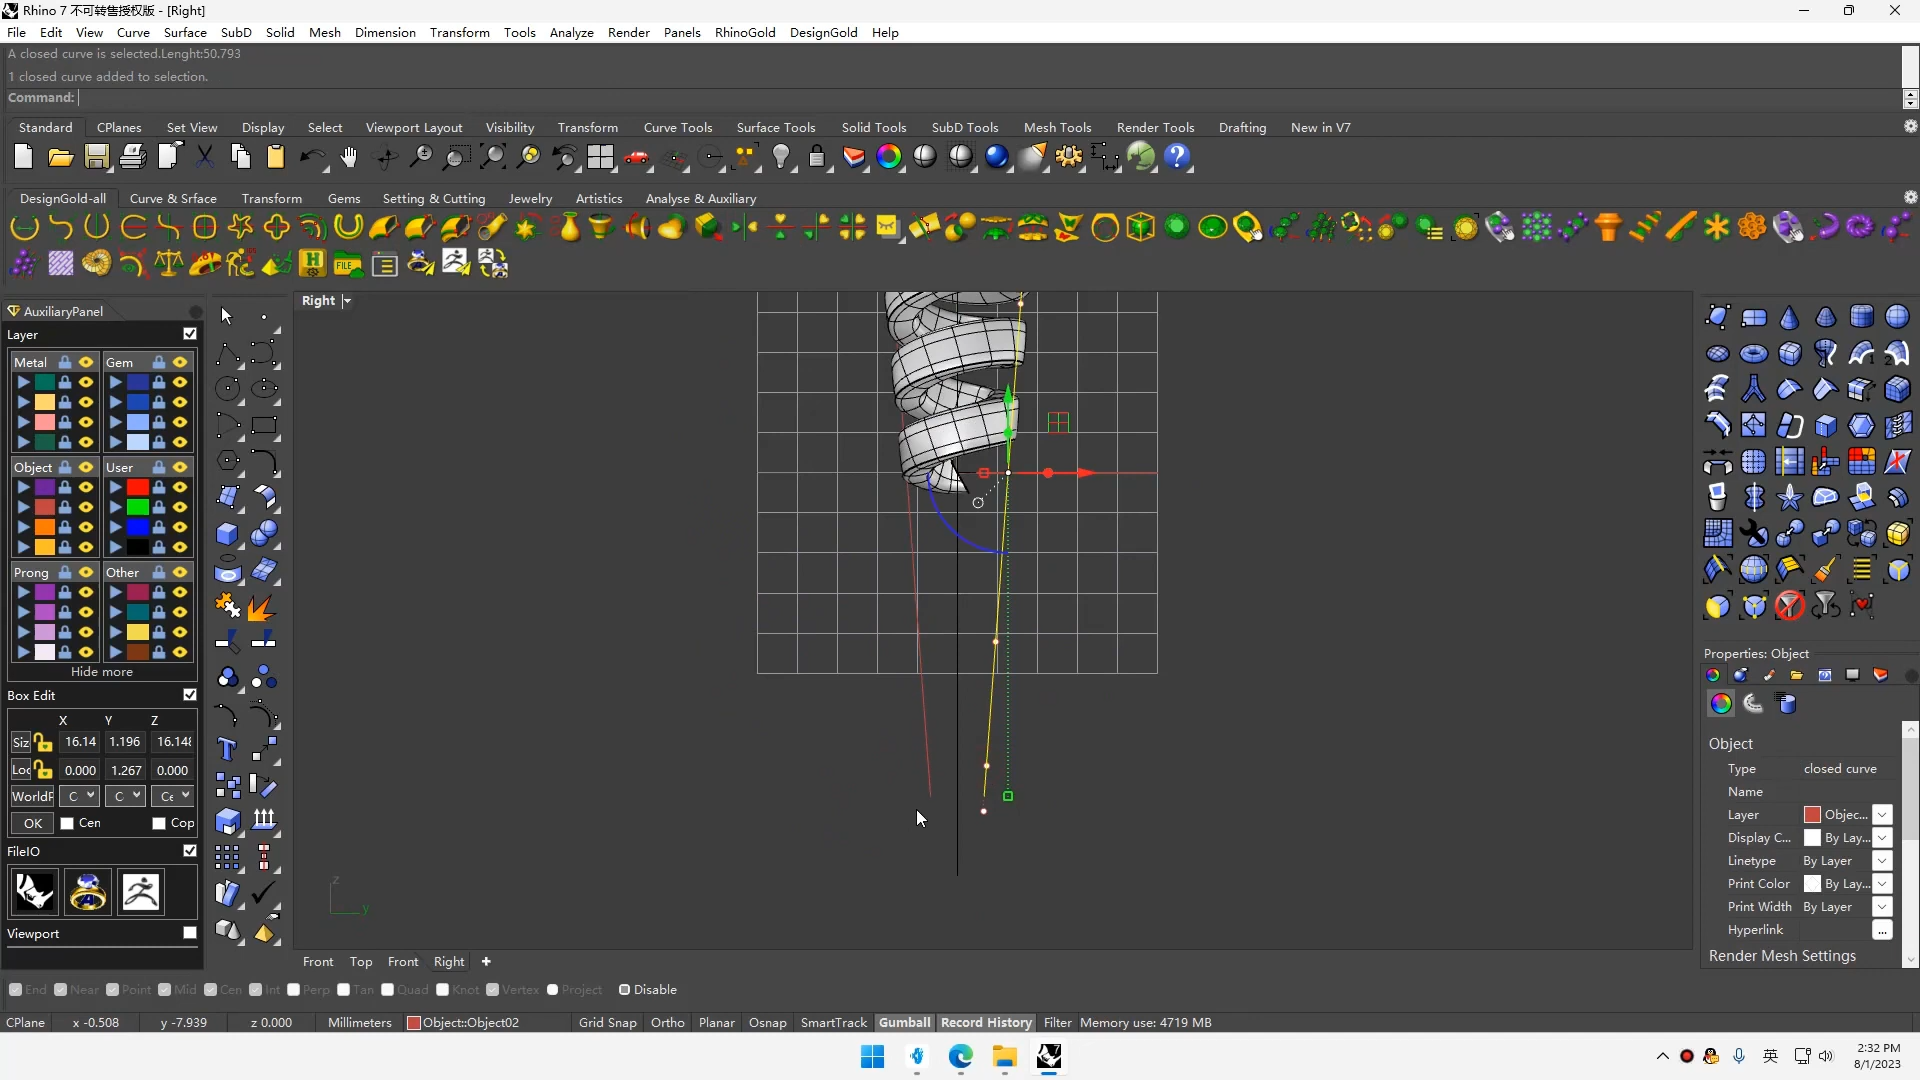 Rhino 7 不可转售授权版 - [Right]
File Edit View Curve Surface SubD Solid Mesh Dimension Transform Tools Analyze Render Panels RhinoGold DesignGold Help
A closed curve is selected.Lenght:50.793
1 closed curve added to selection.
Command:
Standard CPlanes Set View Display Select Viewport Layout Visibility Transform Curve Tools Surface Tools Solid Tools SubD Tools Mesh Tools Render Tools Drafting New in V7
DesignGold-all Curve & Srface Transform Gems Setting & Cutting Jewelry Artistics Analyse & Auxiliary
FILE
AuxiliaryPanel
Layer
Metal Gem
Object User
Prong Other
Hide more
Box Edit
X Y Z
Siz 16.14 1.196 16.148
Loc 0.000 1.267 0.000
WorldP C C Ce
OK Cen Cop
FileIO
Viewport
Right
z
y
Front Top Front Right
Properties: Object
Object
Type closed curve
Name
Layer Objec...
Display C... By Lay...
Linetype By Layer
Print Color By Lay...
Print Width By Layer
Hyperlink ...
Render Mesh Settings
End Near Point Mid Cen Int Perp Tan Quad Knot Vertex Project Disable
CPlane x -0.508 y -7.939 z 0.000 Millimeters Object::Object02 Grid Snap Ortho Planar Osnap SmartTrack Gumball Record History Filter Memory use: 4719 MB
英
2:32 PM
8/1/2023